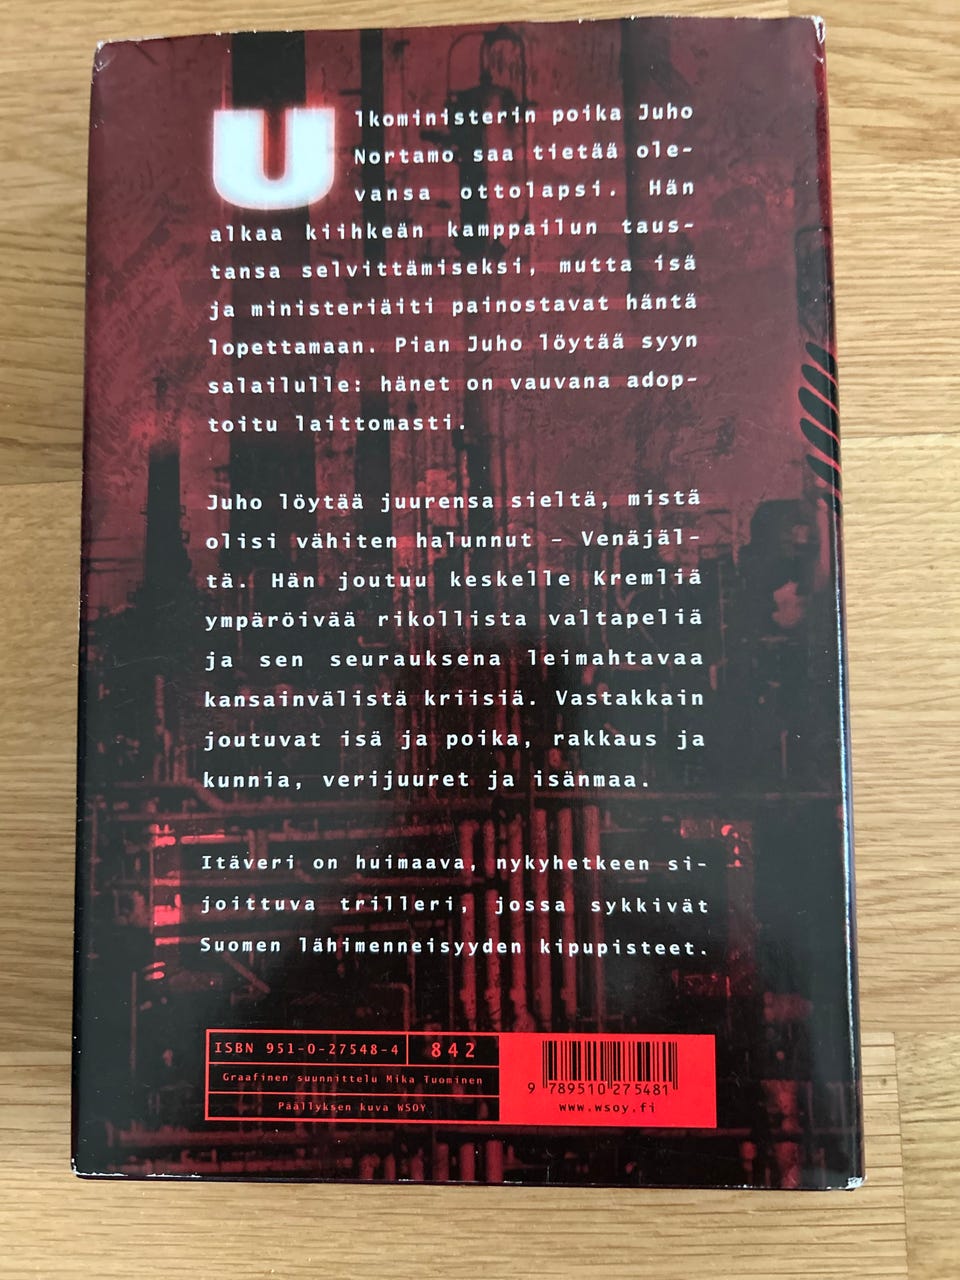 Ulkoministerin poika Juho
Nortamo saa tietää ole-
vansa ottolapsi. Hän
alkaa kiihkeän kamppailun taus-
tansa selvittämiseksi, mutta isä
ja ministeriäiti painostavat häntä
lopettamaan. Pian Juho löytää syyn
salailulle: hänet on vauvana adop-
toitu laittomasti.
Juho löytää juurensa sieltä, mistä
olisi vähiten halunnut – Venäjäl-
tä. Hän joutuu keskelle Kremliä
ympäröivää rikollista valtapeliä
ja sen seurauksena leimahtavaa
kansainvälistä kriisiä. Vastakkain
joutuvat isä ja poika, rakkaus ja
kunnia, verijuuret ja isänmaa.
Itäveri on huimaava, nykyhetkeen si-
joittuva trilleri, jossa sykkivät
Suomen lähimenneisyyden kipupisteet.
ISBN 951-0-27548-4 842
Graafinen suunnittelu Mika Tuominen
Päällyksen kuva WSOY
9 789510 275481
www.wsoy.fi